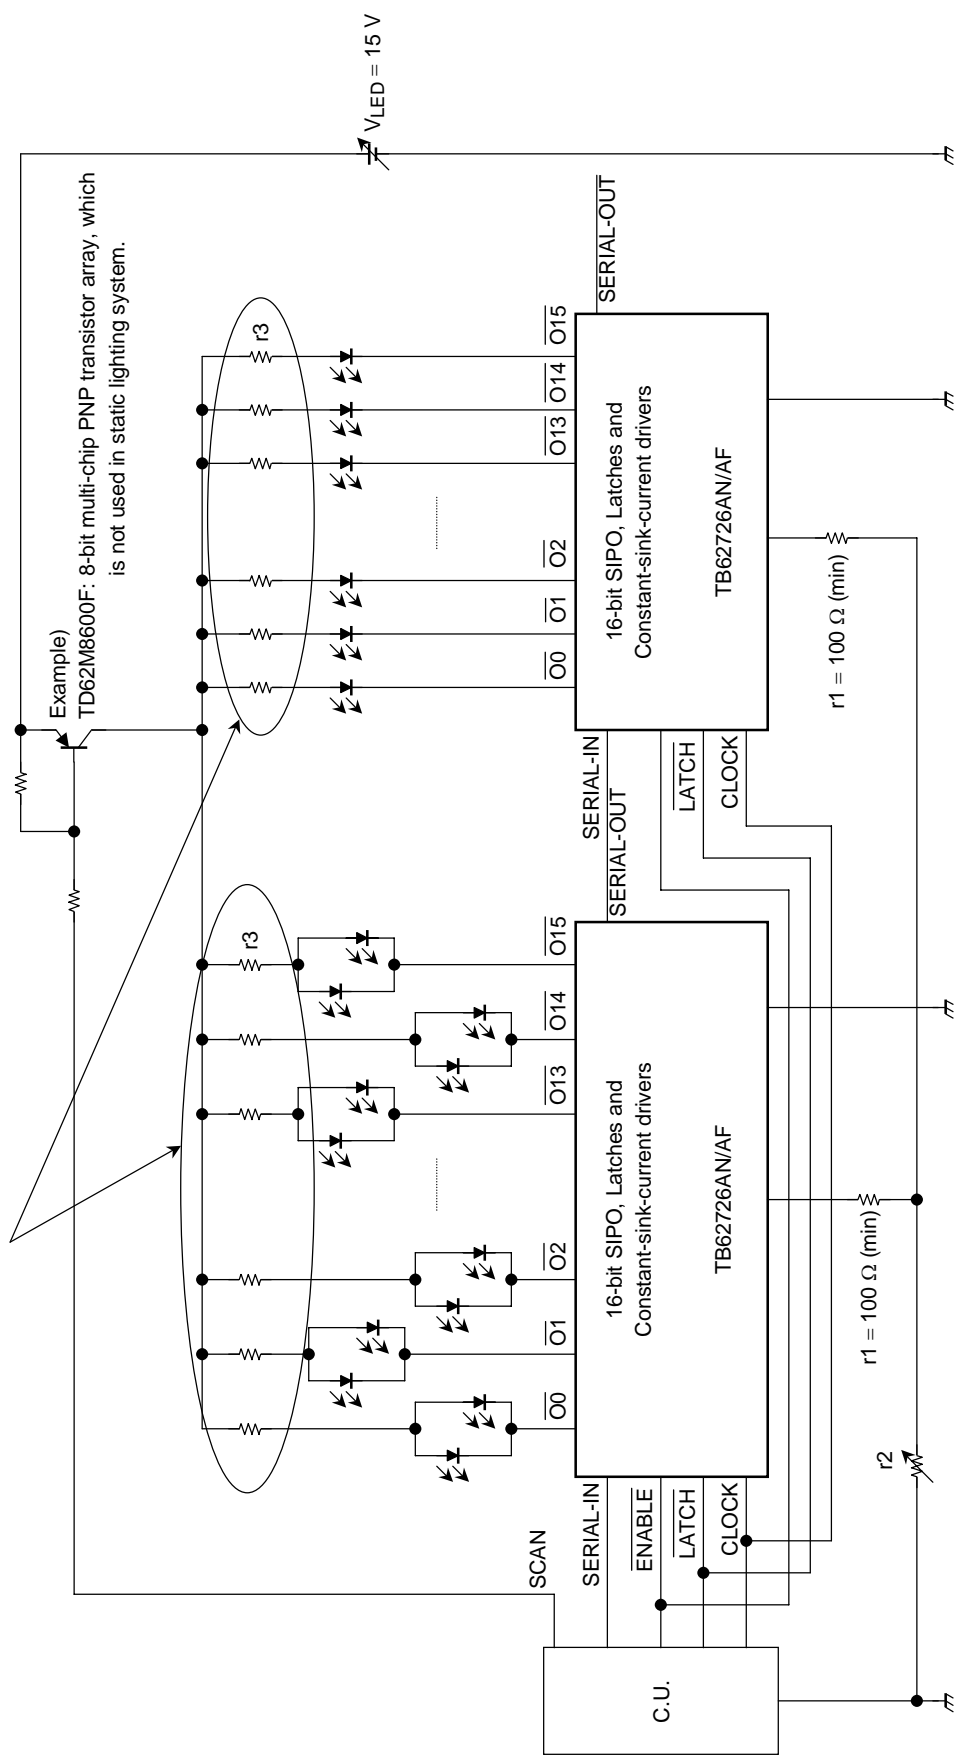 V_LED = 15 V
Example)
TD62M8600F: 8-bit multi-chip PNP transistor array, which
is not used in static lighting system.
r3
r3
O0
O1
O2
O13
O14
O15
O0
O1
O2
O13
O14
O15
SCAN
SERIAL-IN
ENABLE
LATCH
CLOCK
C.U.
16-bit SIPO, Latches and
Constant-sink-current drivers
TB62726AN/AF
SERIAL-OUT
SERIAL-IN
LATCH
CLOCK
16-bit SIPO, Latches and
Constant-sink-current drivers
TB62726AN/AF
SERIAL-OUT
r1 = 100 Ω (min)
r1 = 100 Ω (min)
r2